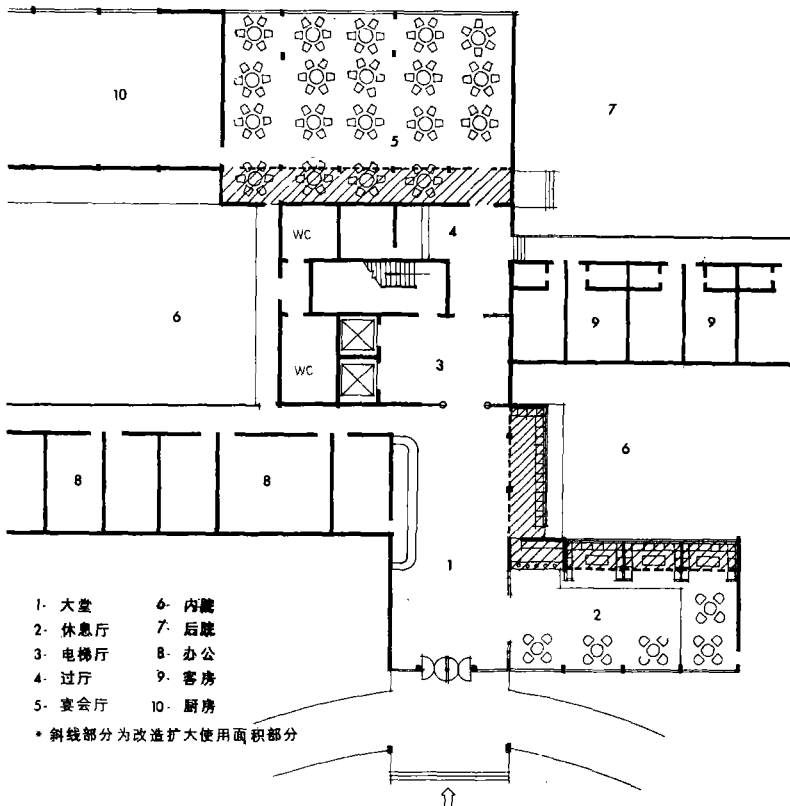 10
5
7
WC
4
6
9
9
WC
3
8
8
6
1
2
1- 大堂
2- 休息厅
3- 电梯厅
4- 过厅
5- 宴会厅
6- 内院
7- 后院
8- 办公
9- 客房
10- 厨房
* 斜线部分为改造扩大使用面积部分